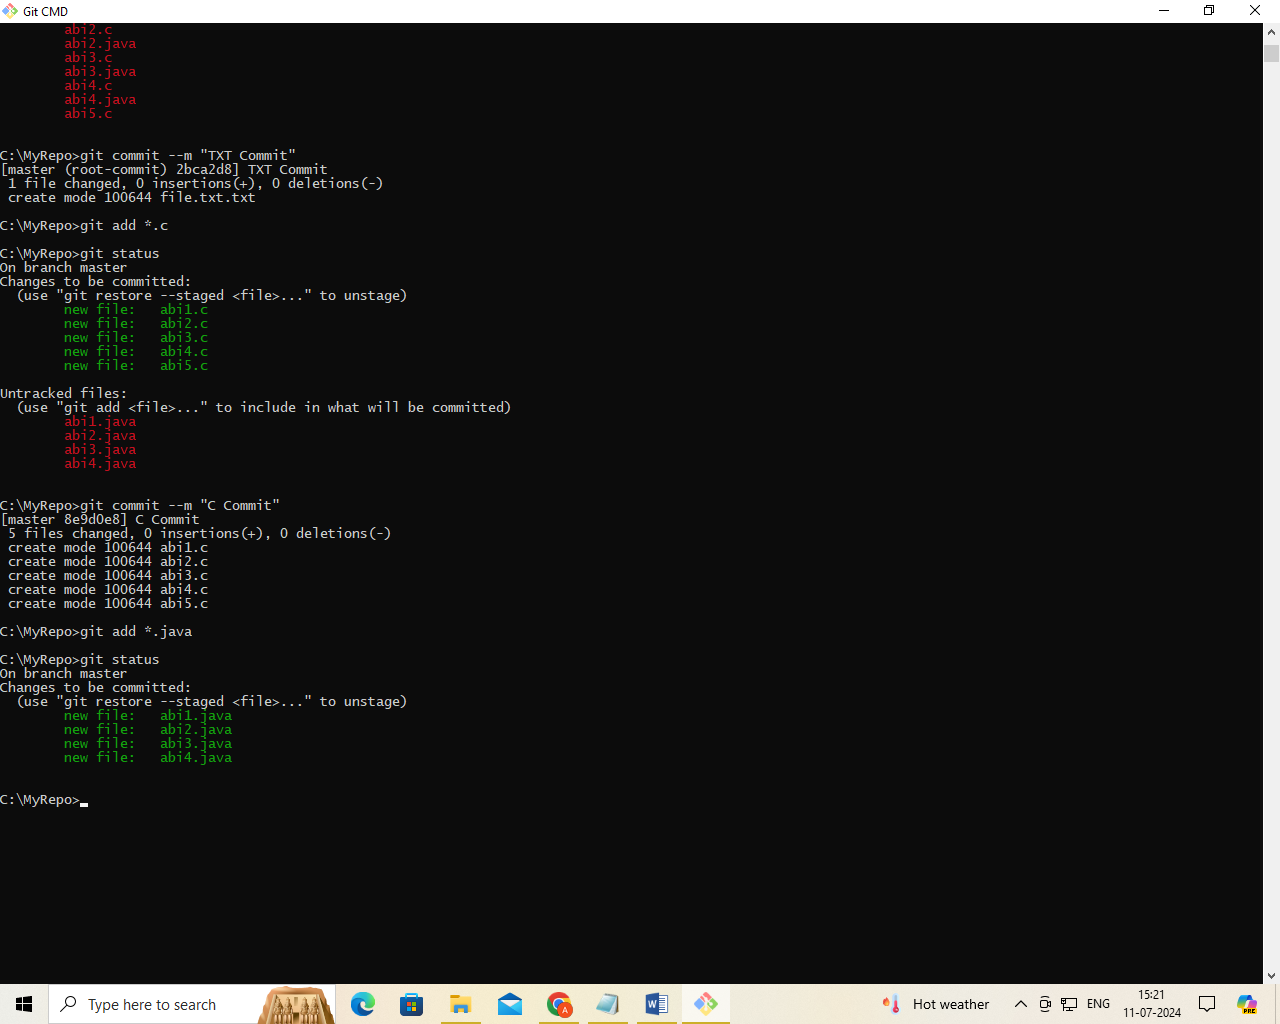 Git CMD
abi2.c
abi2.java
abi3.c
abi3.java
abi4.c
abi4.java
abi5.c
C:\MyRepo>git commit --m "TXT Commit"
[master (root-commit) 2bca2d8] TXT Commit
1 file changed, 0 insertions(+), 0 deletions(-)
create mode 100644 file.txt.txt
C:\MyRepo>git add *.c
C:\MyRepo>git status
On branch master
Changes to be committed:
(use "git restore --staged <file>..." to unstage)
new file:   abi1.c
new file:   abi2.c
new file:   abi3.c
new file:   abi4.c
new file:   abi5.c
Untracked files:
(use "git add <file>..." to include in what will be committed)
abi1.java
abi2.java
abi3.java
abi4.java
C:\MyRepo>git commit --m "C Commit"
[master 8e9d0e8] C Commit
5 files changed, 0 insertions(+), 0 deletions(-)
create mode 100644 abi1.c
create mode 100644 abi2.c
create mode 100644 abi3.c
create mode 100644 abi4.c
create mode 100644 abi5.c
C:\MyRepo>git add *.java
C:\MyRepo>git status
On branch master
Changes to be committed:
(use "git restore --staged <file>..." to unstage)
new file:   abi1.java
new file:   abi2.java
new file:   abi3.java
new file:   abi4.java
C:\MyRepo>
Type here to search
A
W
Hot weather
ENG
15:21
11-07-2024
PRE